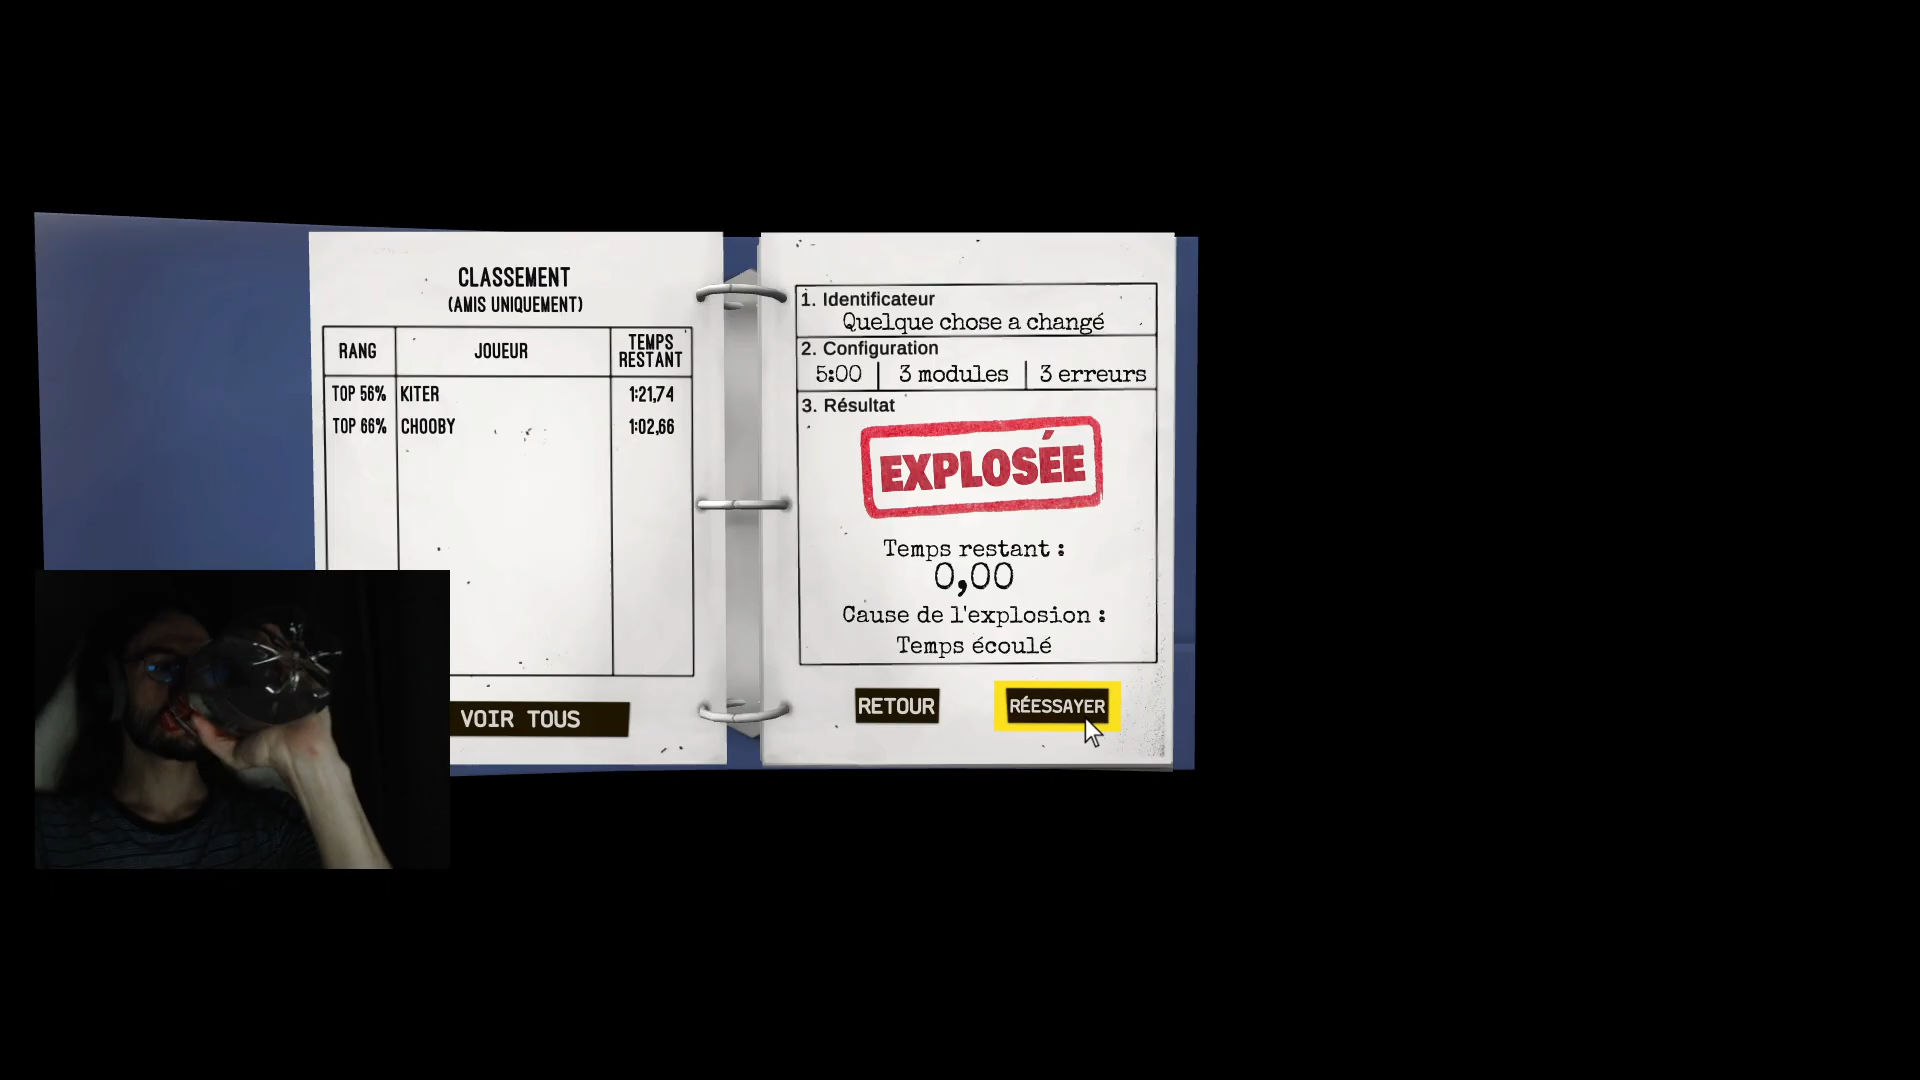 CLASSEMENT
(AMIS UNIQUEMENT)
RANG JOUEUR TEMPS RESTANT
TOP 56% KITER 1:21,74
TOP 66% CHOOBY 1:02,66
VOIR TOUS
1. Identificateur
Quelque chose a changé
2. Configuration
5:00 3 modules 3 erreurs
3. Résultat
EXPLOSÉE
Temps restant :
0,00
Cause de l'explosion :
Temps écoulé
RETOUR RÉESSAYER